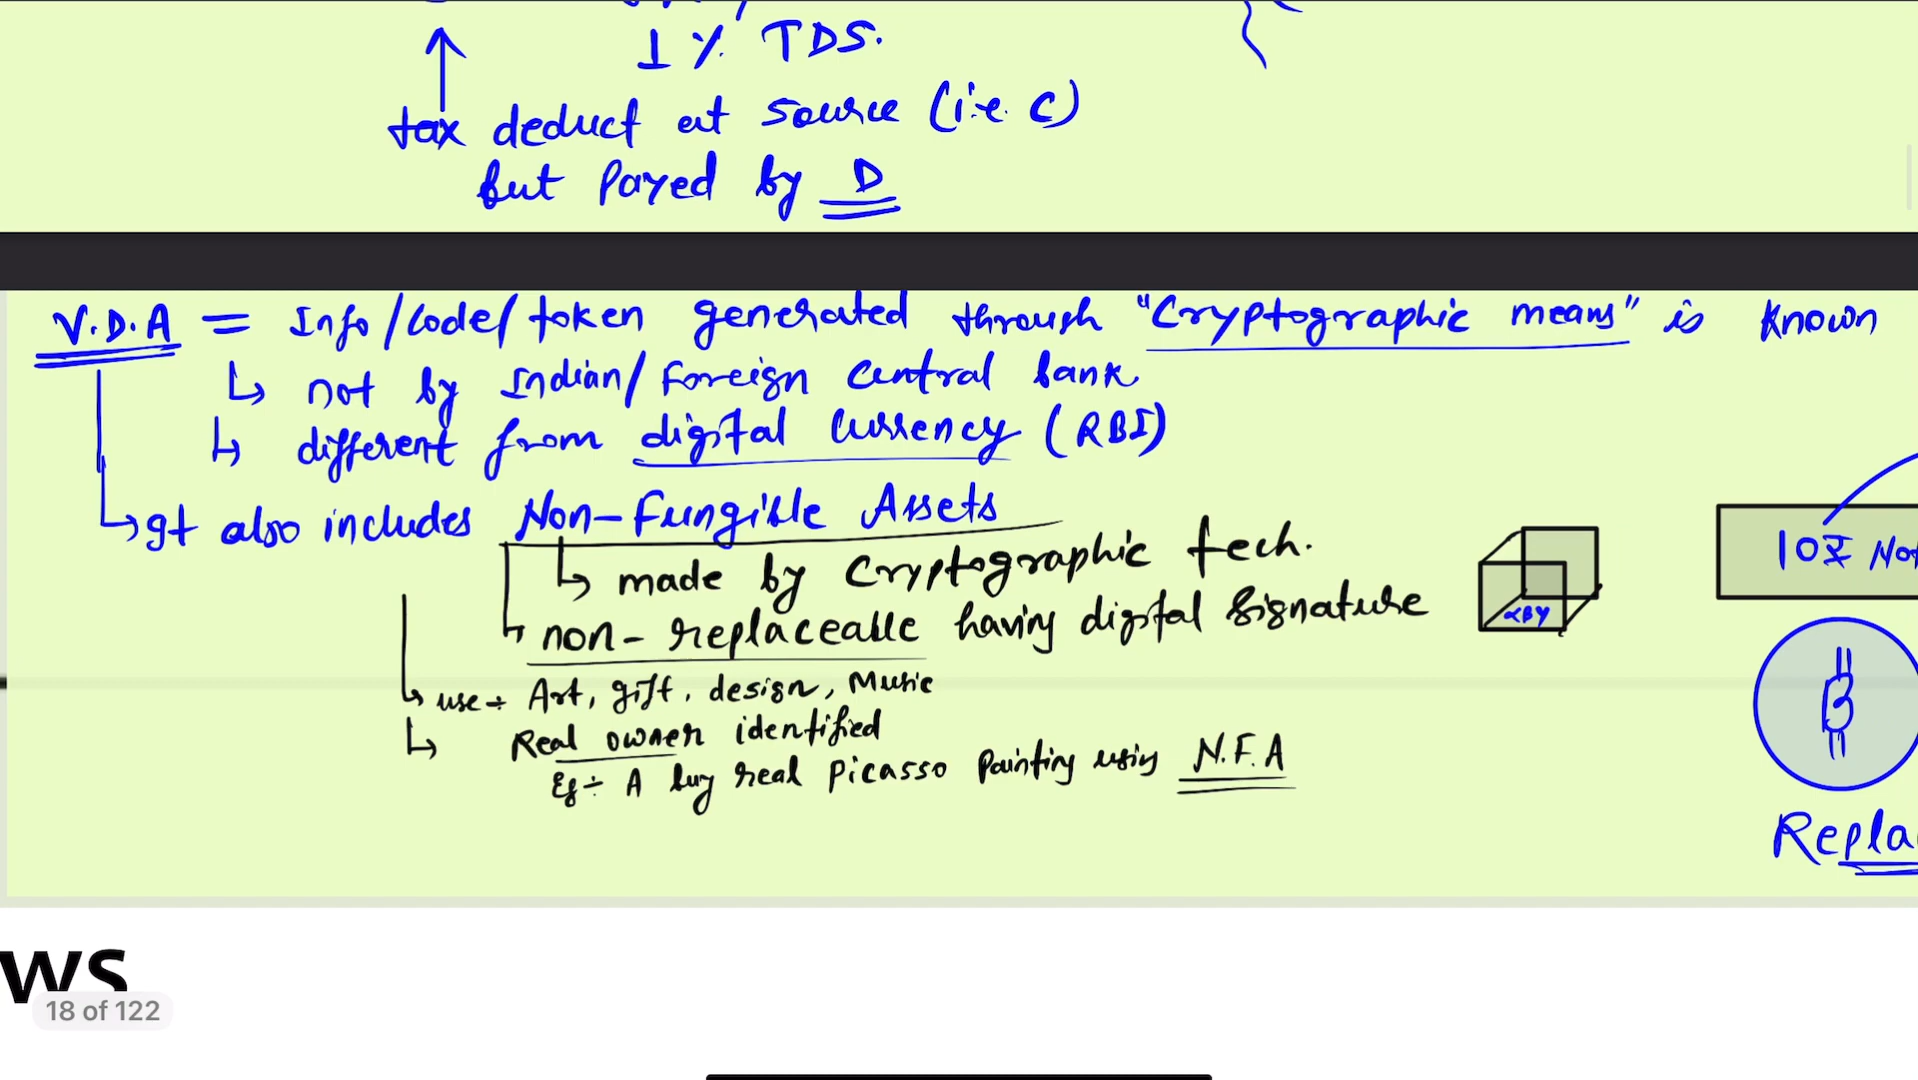 1 % TDS.
tax deduct at source (i.e. C)
but Payed by D
V.D.A = Info/Code/token generated through "Cryptographic means" is known
↳ not by Indian/Foreign Central bank
↳ different from digital Currency (RBI)
↳ It also includes Non-Fungible Assets
↳ made by Cryptographic tech.
↳ non-replaceable having digital signature
αBγ
10₹ Not
↳ use ÷ Art, gift, design, Music
↳ Real owner identified
Eg ÷ A buy real Picasso Painting using N.F.A
₿
Repla
ws
18 of 122